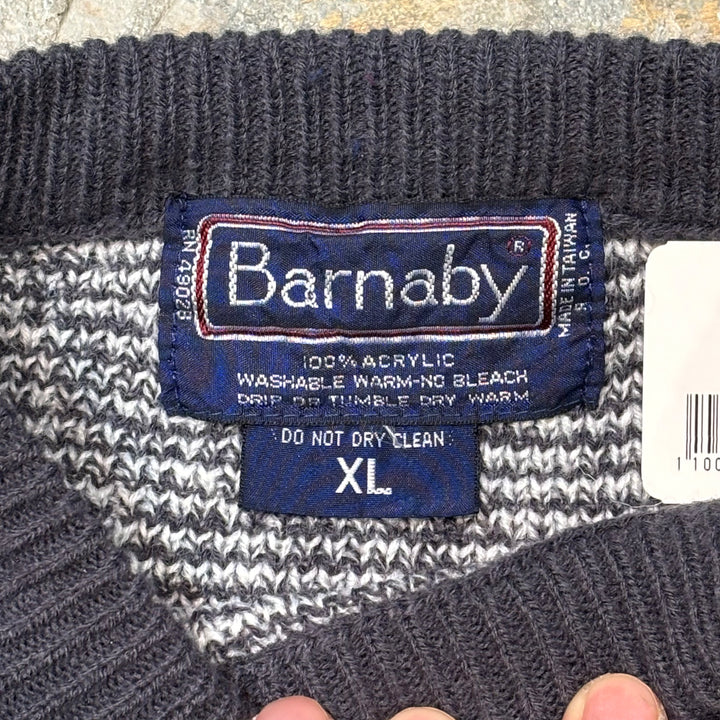 Barnaby ®
RN 49028
MADE IN TAIWAN
R. O. C.
100% ACRYLIC
WASHABLE WARM-NO BLEACH
DRIP OR TUMBLE DRY WARM
DO NOT DRY CLEAN
XL
1100